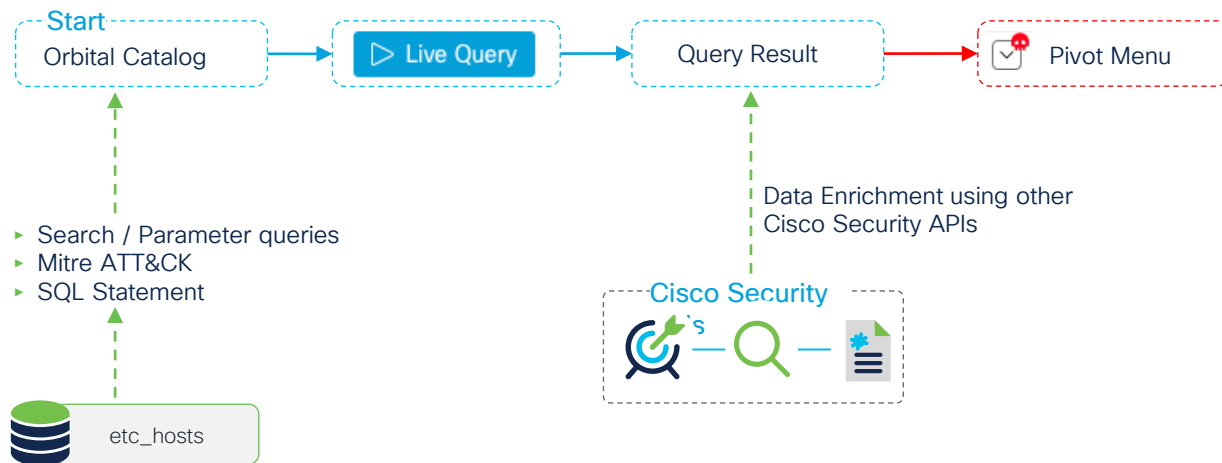 Start
Orbital Catalog
Live Query
Query Result
Pivot Menu
Data Enrichment using other
Cisco Security APIs
Search / Parameter queries
Mitre ATT&CK
SQL Statement
Cisco Security
's
etc_hosts